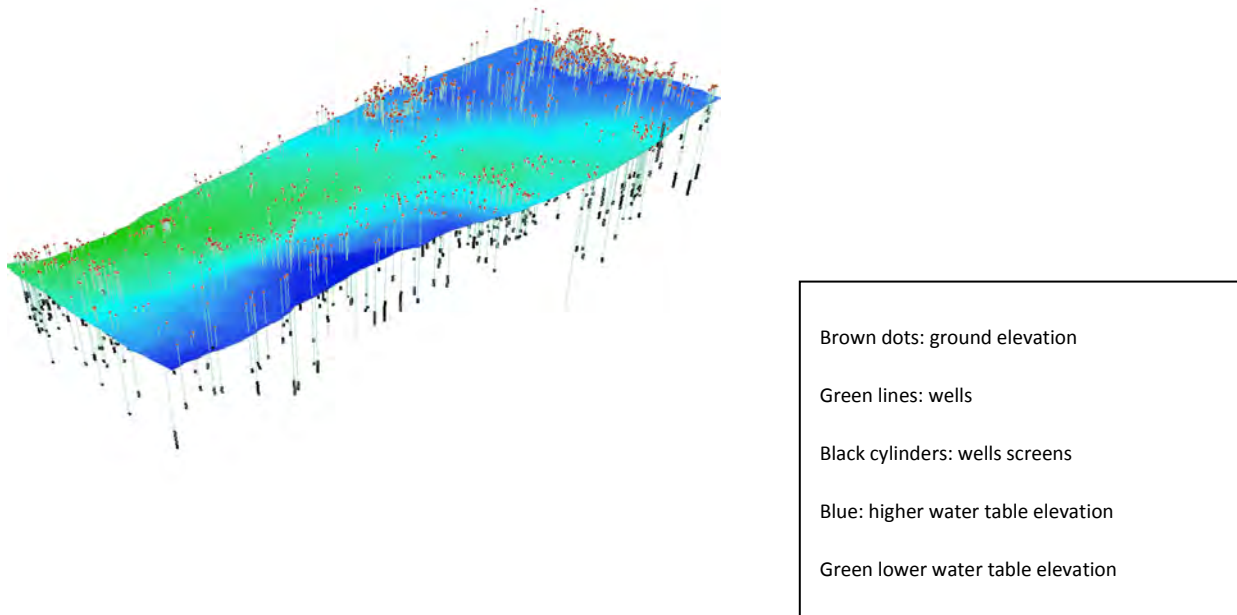 Brown dots: ground elevation
Green lines: wells
Black cylinders: wells screens
Blue: higher water table elevation
Green lower water table elevation